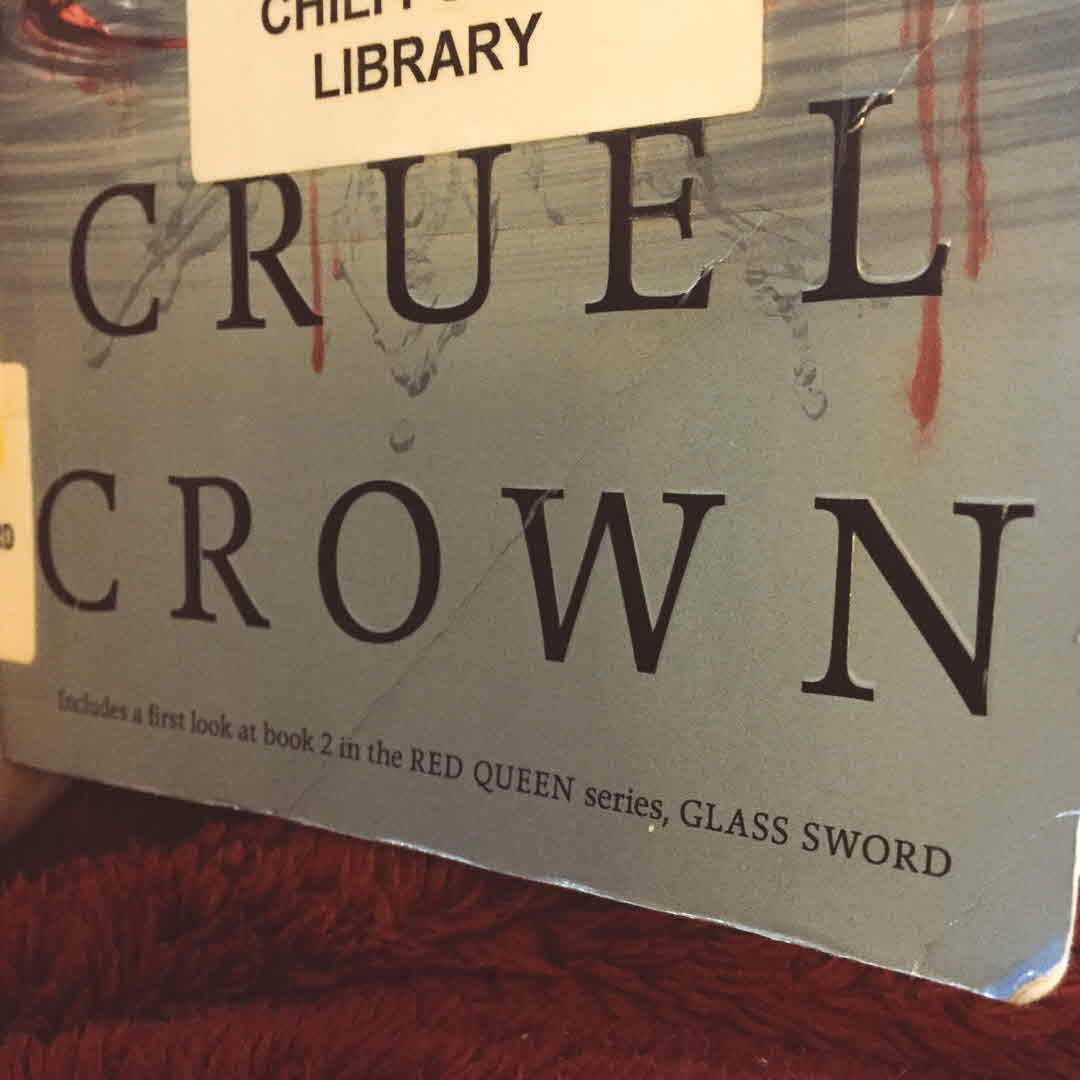 LIBRARY
CRUEL
CROWN
Includes a first look at book 2 in the RED QUEEN series, GLASS SWORD